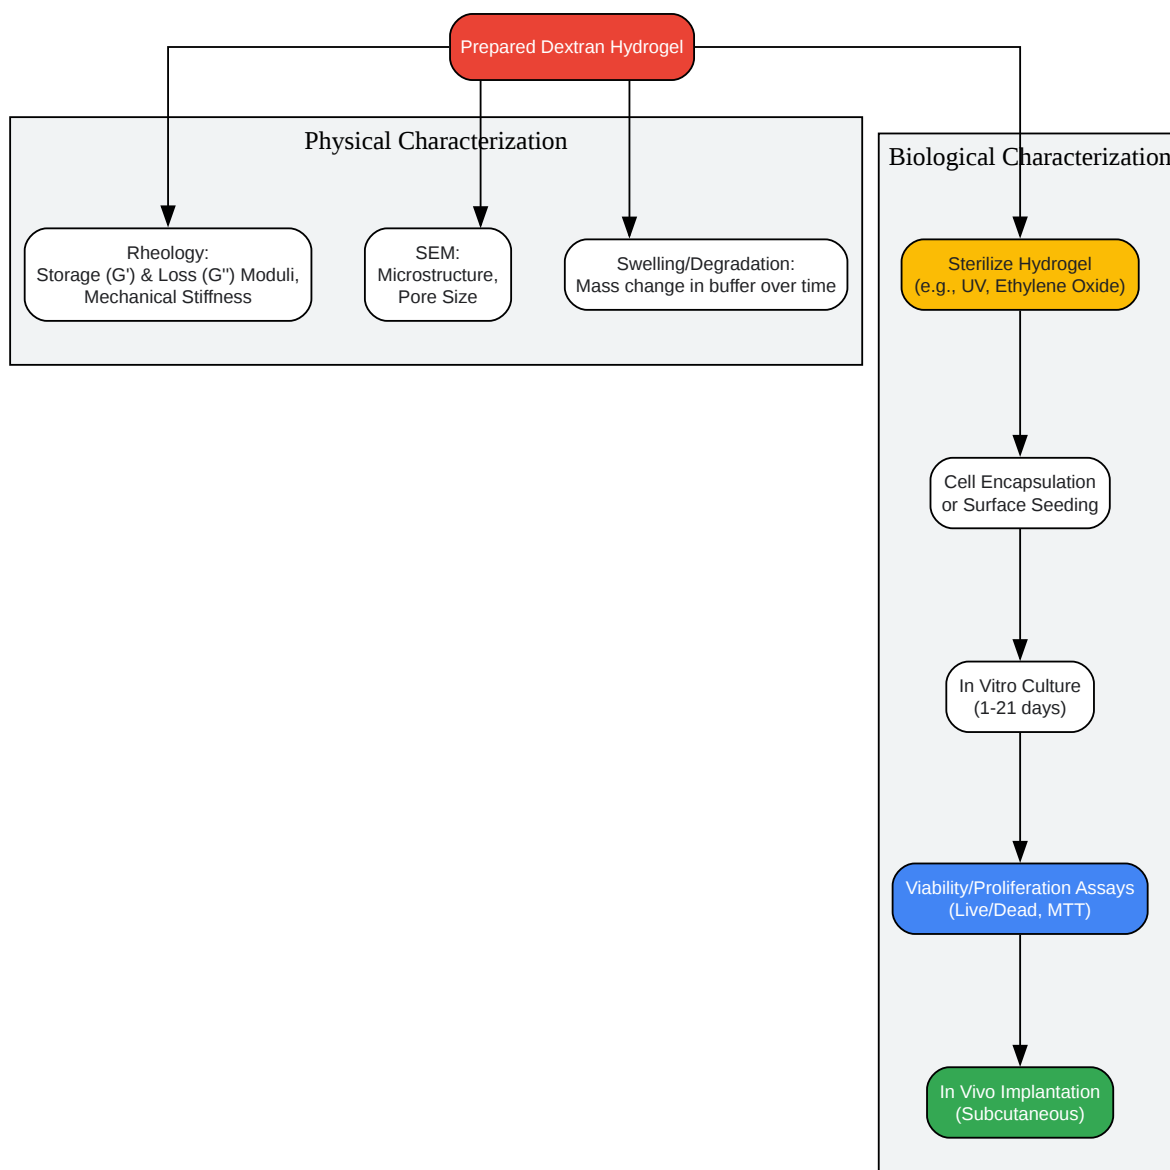 Prepared Dextran Hydrogel
Physical Characterization
Rheology:
Storage (G') & Loss (G'') Moduli,
Mechanical Stiffness
SEM:
Microstructure,
Pore Size
Swelling/Degradation:
Mass change in buffer over time
Biological Characterization
Sterilize Hydrogel
(e.g., UV, Ethylene Oxide)
Cell Encapsulation
or Surface Seeding
In Vitro Culture
(1-21 days)
Viability/Proliferation Assays
(Live/Dead, MTT)
In Vivo Implantation
(Subcutaneous)